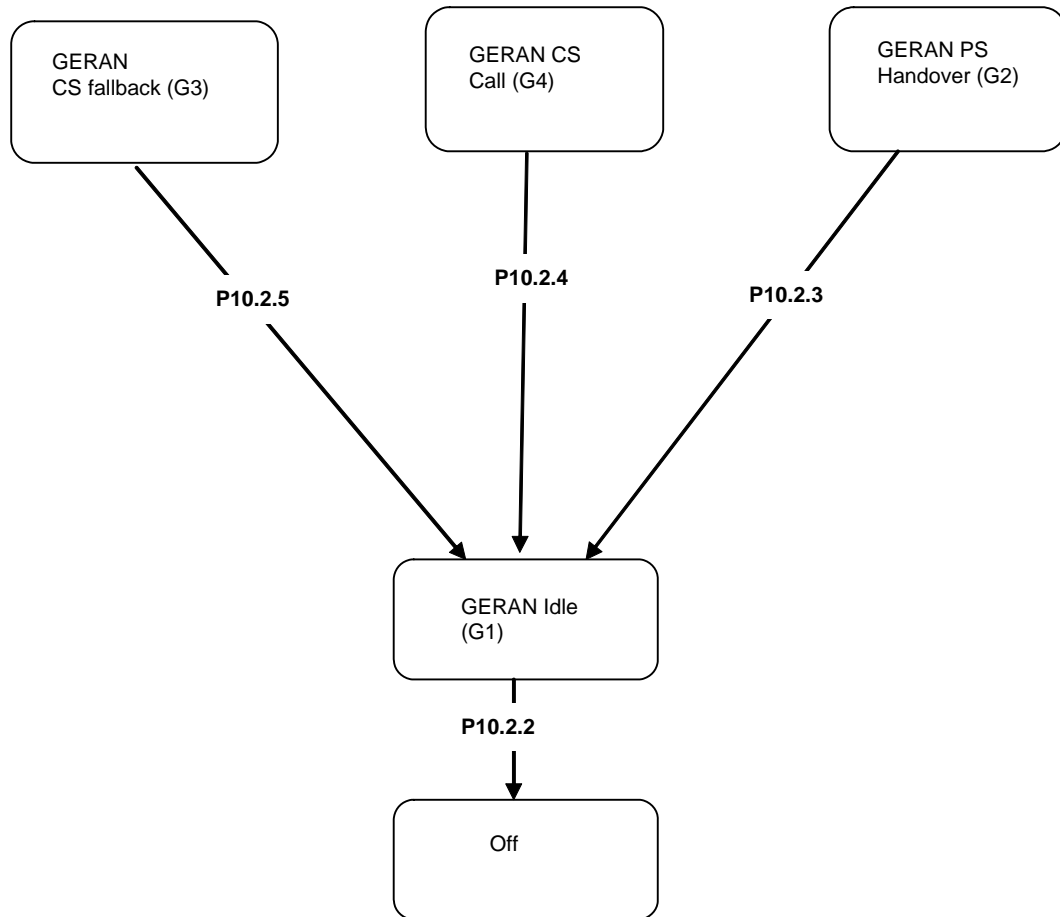 GERAN
CS fallback (G3)
GERAN CS
Call (G4)
GERAN PS
Handover (G2)
P10.2.5
P10.2.4
P10.2.3
GERAN Idle
(G1)
P10.2.2
Off